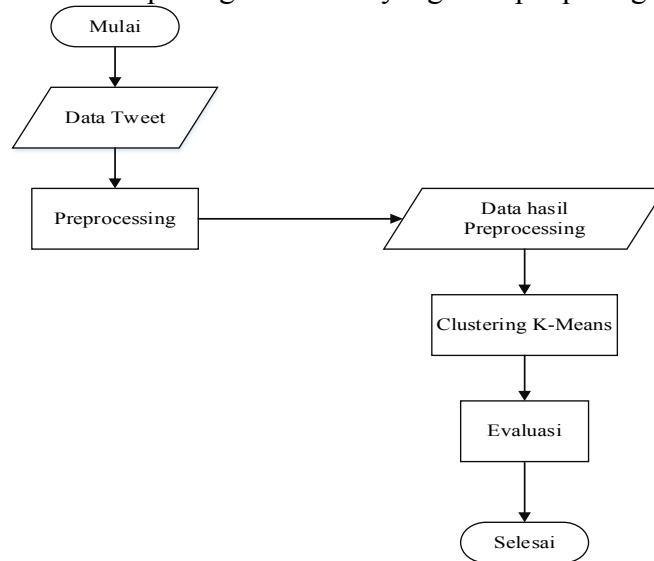 Mulai
Data Tweet
Preprocessing
Data hasil
Preprocessing
Clustering K-Means
Evaluasi
Selesai